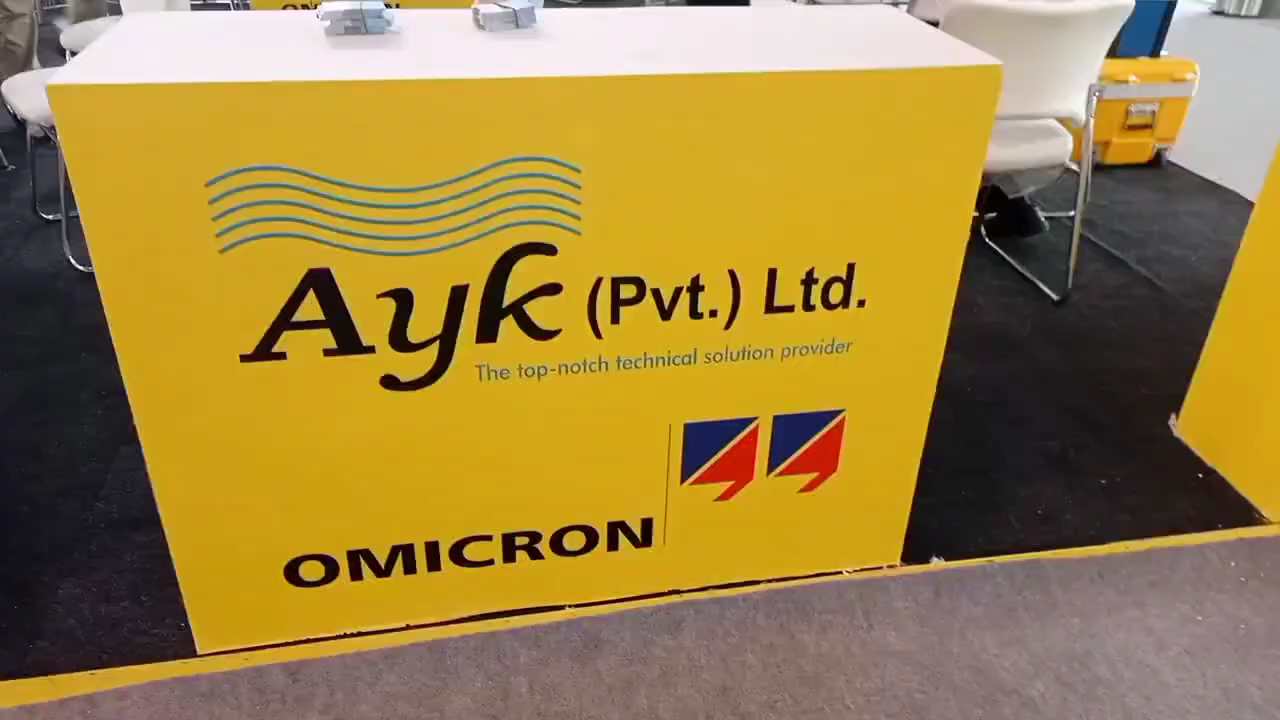 Ayk (Pvt.) Ltd.
The top-notch technical solution provider
OMICRON